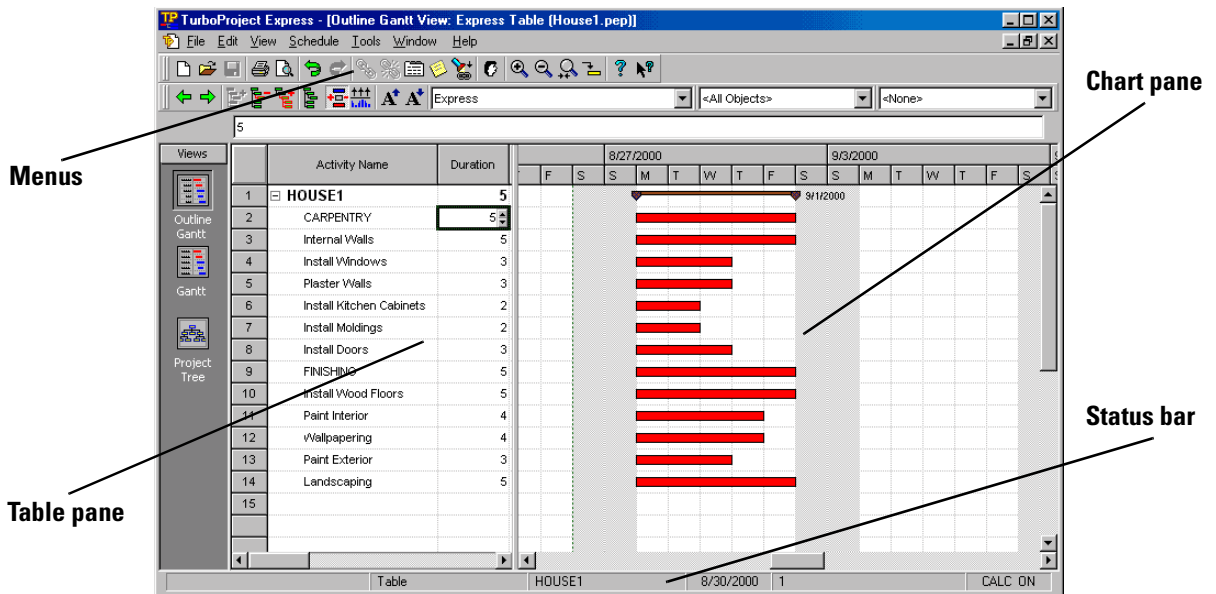 TP TurboProject Express - [Outline Gantt View: Express Table (House1.pep)]
File Edit View Schedule Tools Window Help
Express <All Objects> <None>
5
Menus
Chart pane
Status bar
Table pane
Views
Outline
Gantt
Gantt
Project
Tree
Activity Name Duration
8/27/2000 9/3/2000
F S S M T W T F S S M T W T F S
1 HOUSE1 5 9/1/2000
2 CARPENTRY 5
3 Internal Walls 5
4 Install Windows 3
5 Plaster Walls 3
6 Install Kitchen Cabinets 2
7 Install Moldings 2
8 Install Doors 3
9 FINISHING 5
10 Install Wood Floors 5
11 Paint Interior 4
12 Wallpapering 4
13 Paint Exterior 3
14 Landscaping 5
15
Table HOUSE1 8/30/2000 1 CALC ON